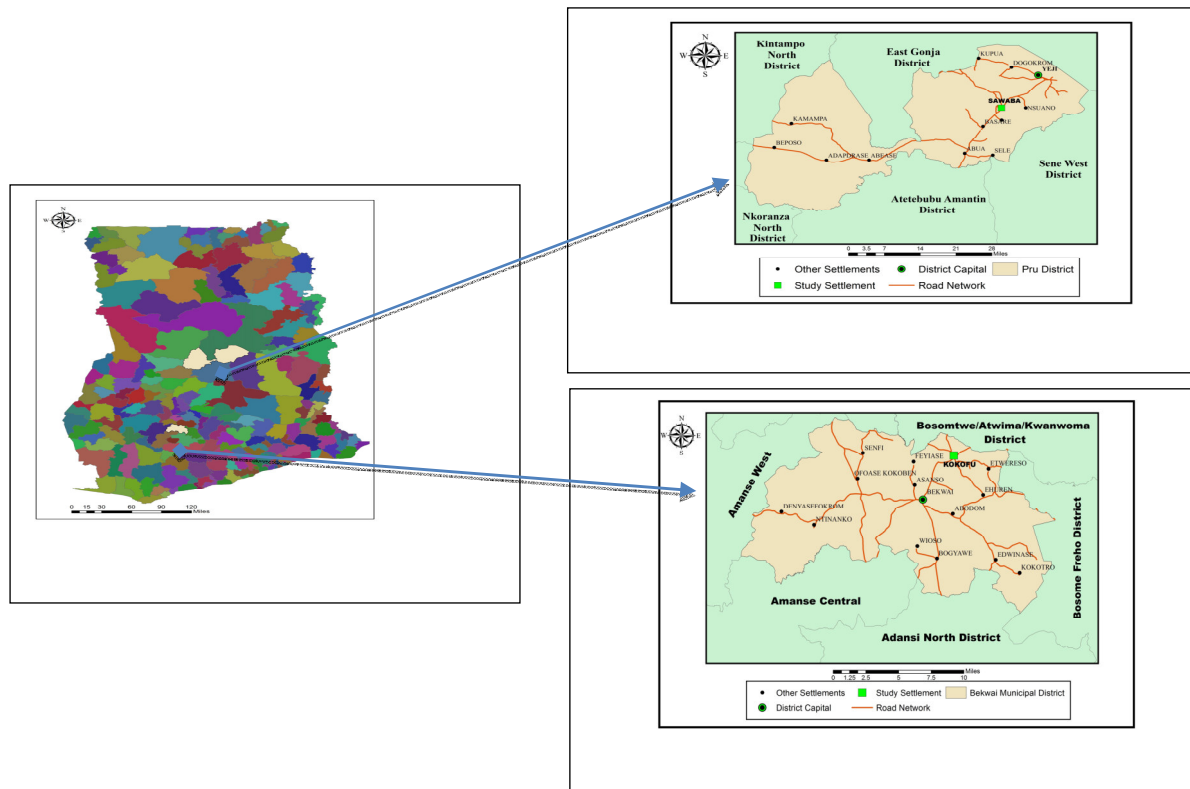 N
W E
S
0 15 30 60 90 120
Miles
N
W E
S
Kintampo
North
District
East Gonja
District
KUPUA
DOGOKROM
YEJI
SAWABA
NSUANO
BASARE
KAMAMPA
BEPOSO
ADAPURASE ABEASE
ABUA
SELE
Sene West
District
Atetebubu Amantin
District
Nkoranza
North
District
0 3.5 7 14 21 28
Miles
Other Settlements District Capital Pru District
Study Settlement Road Network
N
W E
S
Bosomtwe/Atwima/Kwanwoma
District
SENFI
FEYIASE
KOKOFU
ETWERESO
OFOASE KOKOBEN
ASANSO
BEKWAI
EHUREN
Amanse West
DENYASEFOKROM
NTINANKO
ABODOM
WIOSO
BOGYAWE
EDWINASE
KOKOTRO
Bosome Freho District
Amanse Central
Adansi North District
Miles
0 1.25 2.5 5 7.5 10
Other Settlements Study Settlement Bekwai Municipal District
District Capital Road Network